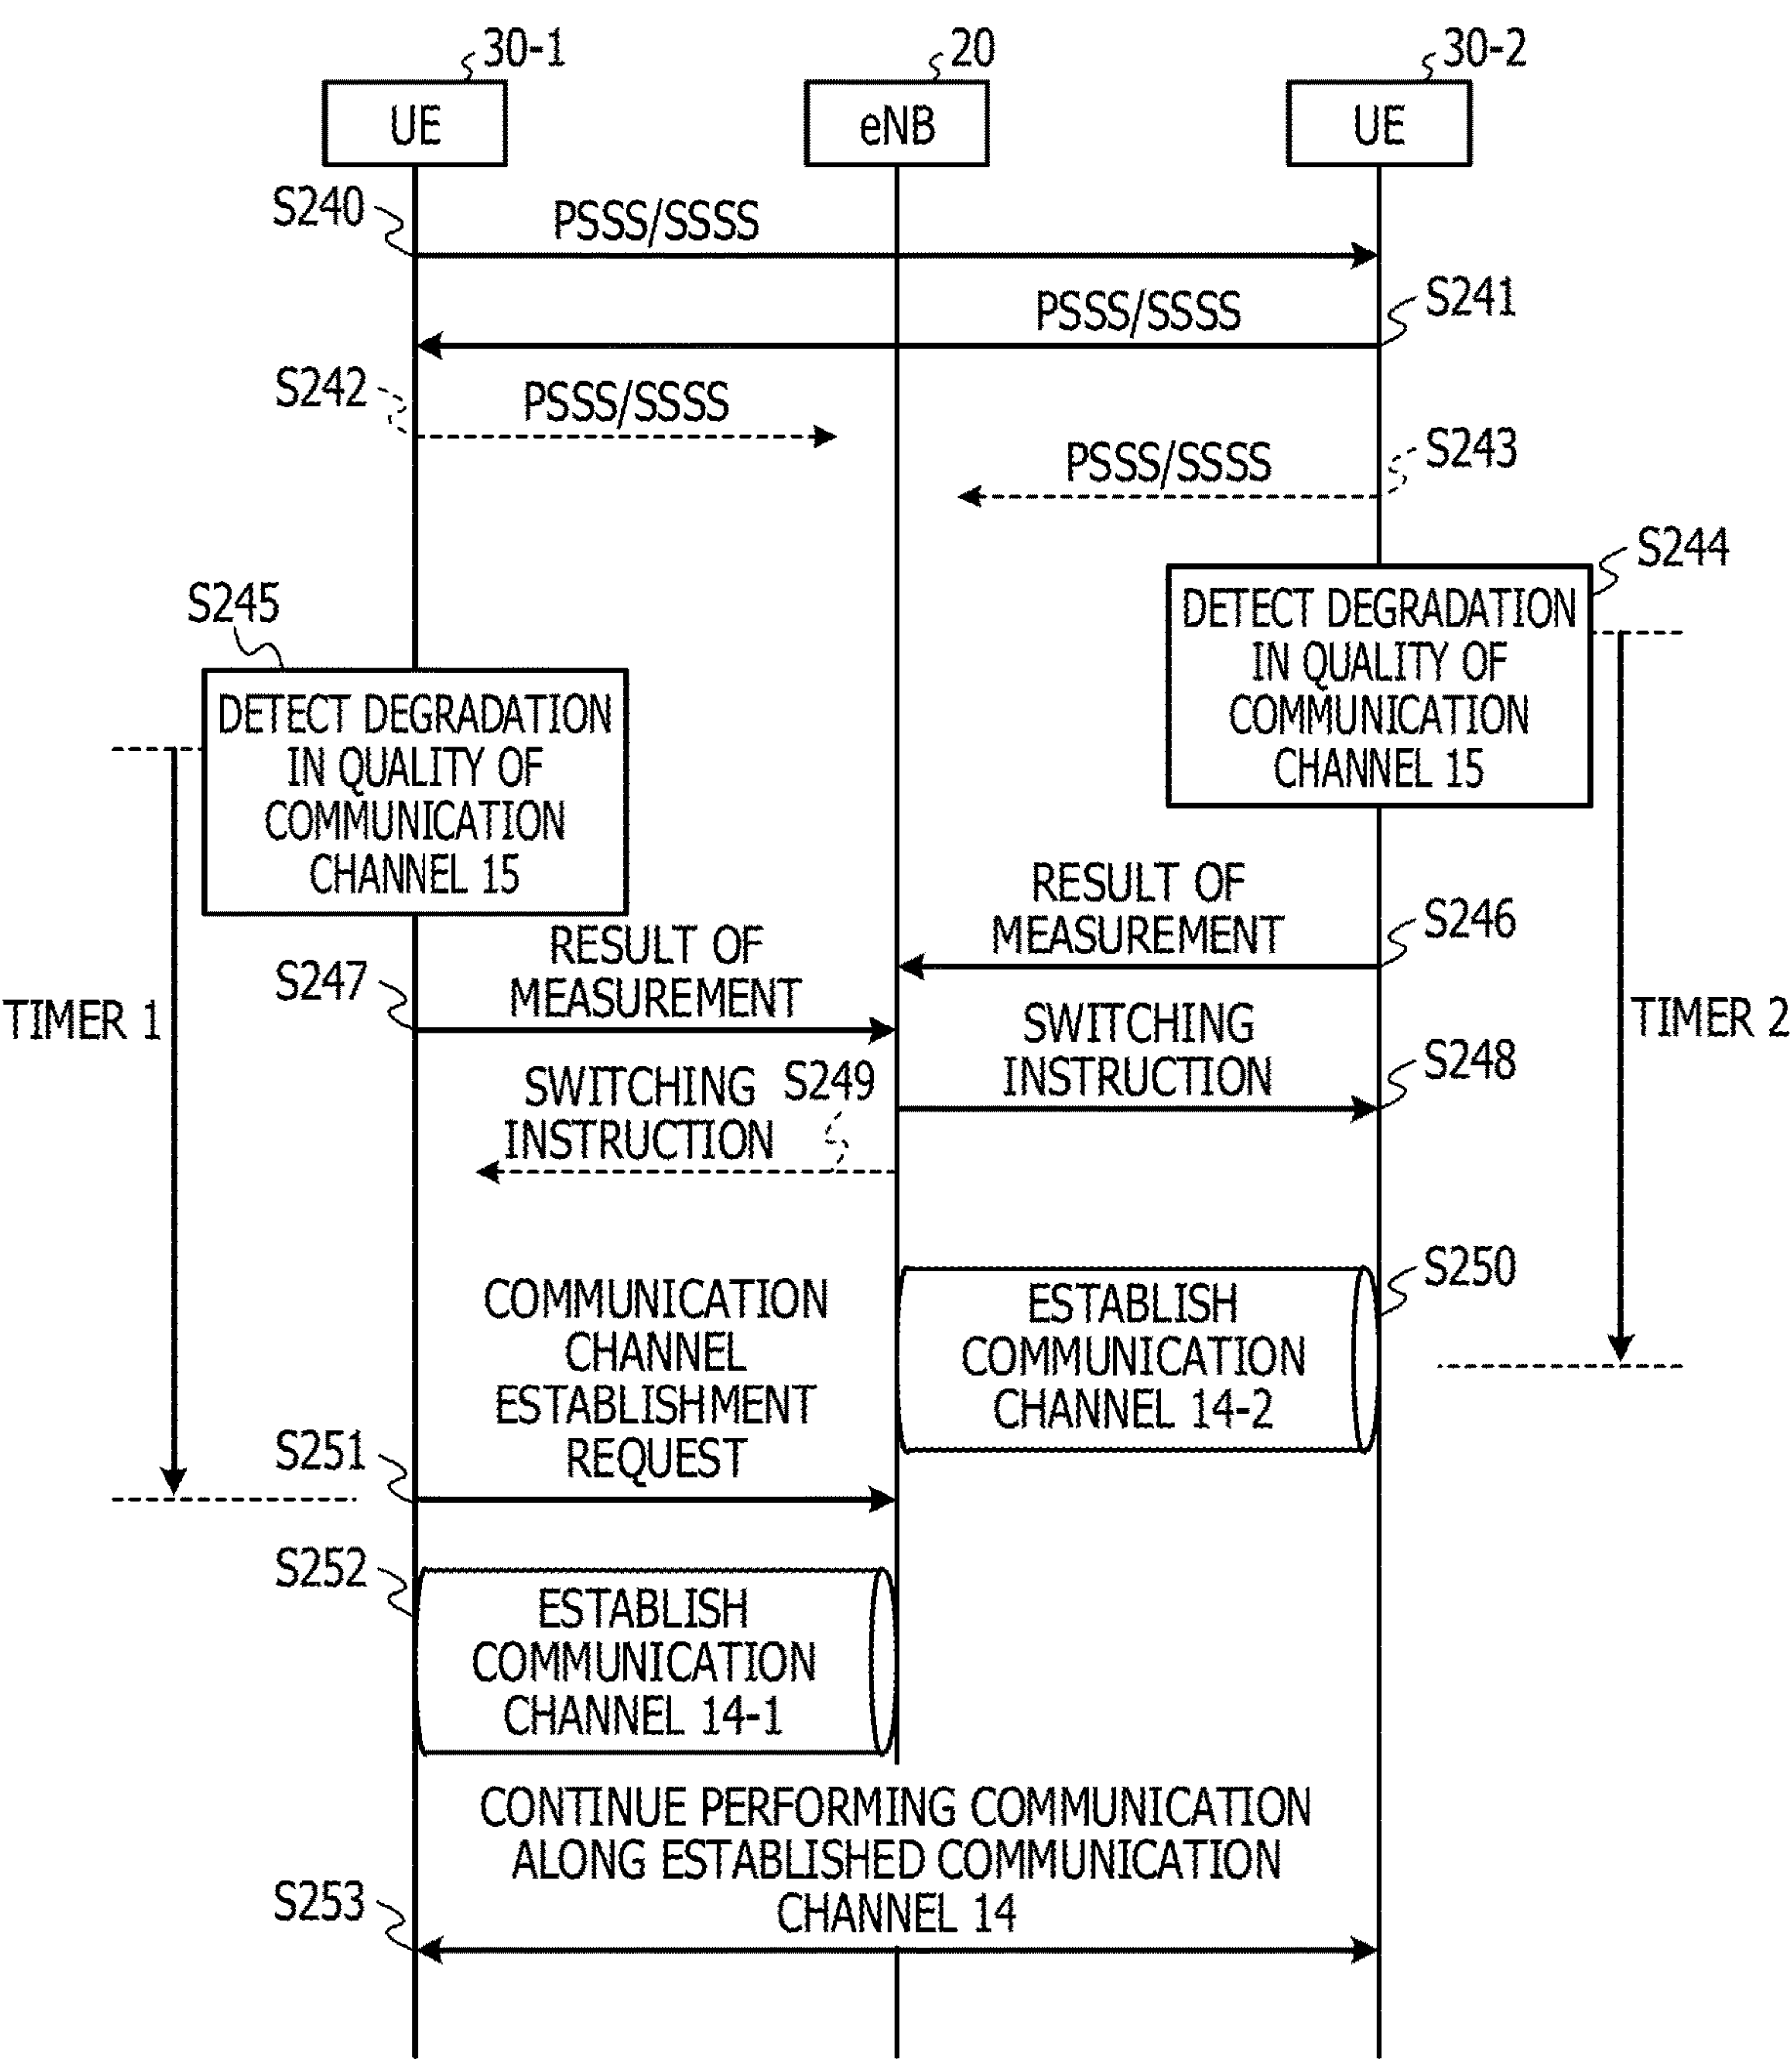 30-1
20
30-2
UE
eNB
UE
S240
PSSS/SSSS
PSSS/SSSS
S241
S242
PSSS/SSSS
PSSS/SSSS
S243
S244
DETECT DEGRADATION
IN QUALITY OF
COMMUNICATION
CHANNEL 15
S245
DETECT DEGRADATION
IN QUALITY OF
COMMUNICATION
CHANNEL 15
RESULT OF
MEASUREMENT
S246
S247
RESULT OF
MEASUREMENT
TIMER 1
TIMER 2
SWITCHING
INSTRUCTION
S248
SWITCHING
INSTRUCTION
S249
S250
ESTABLISH
COMMUNICATION
CHANNEL 14-2
COMMUNICATION
CHANNEL
ESTABLISHMENT
REQUEST
S251
S252
ESTABLISH
COMMUNICATION
CHANNEL 14-1
CONTINUE PERFORMING COMMUNICATION
ALONG ESTABLISHED COMMUNICATION
CHANNEL 14
S253